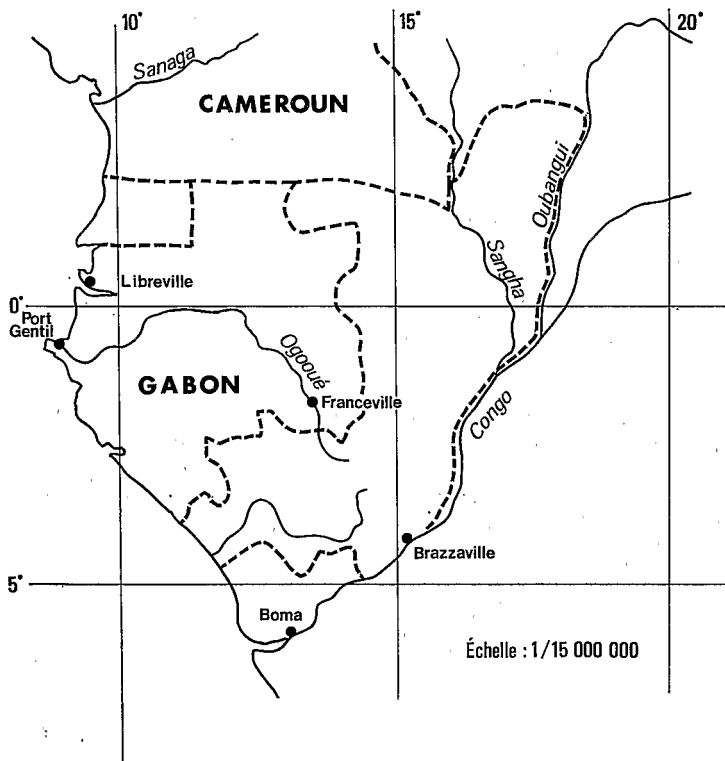 10°
15°
20°
Sanaga
CAMEROUN
Oubangui
Sangha
Libreville
0°
Port
Gentil
Ogooué
GABON
Franceville
Congo
Brazzaville
5°
Boma
Échelle : 1/15 000 000